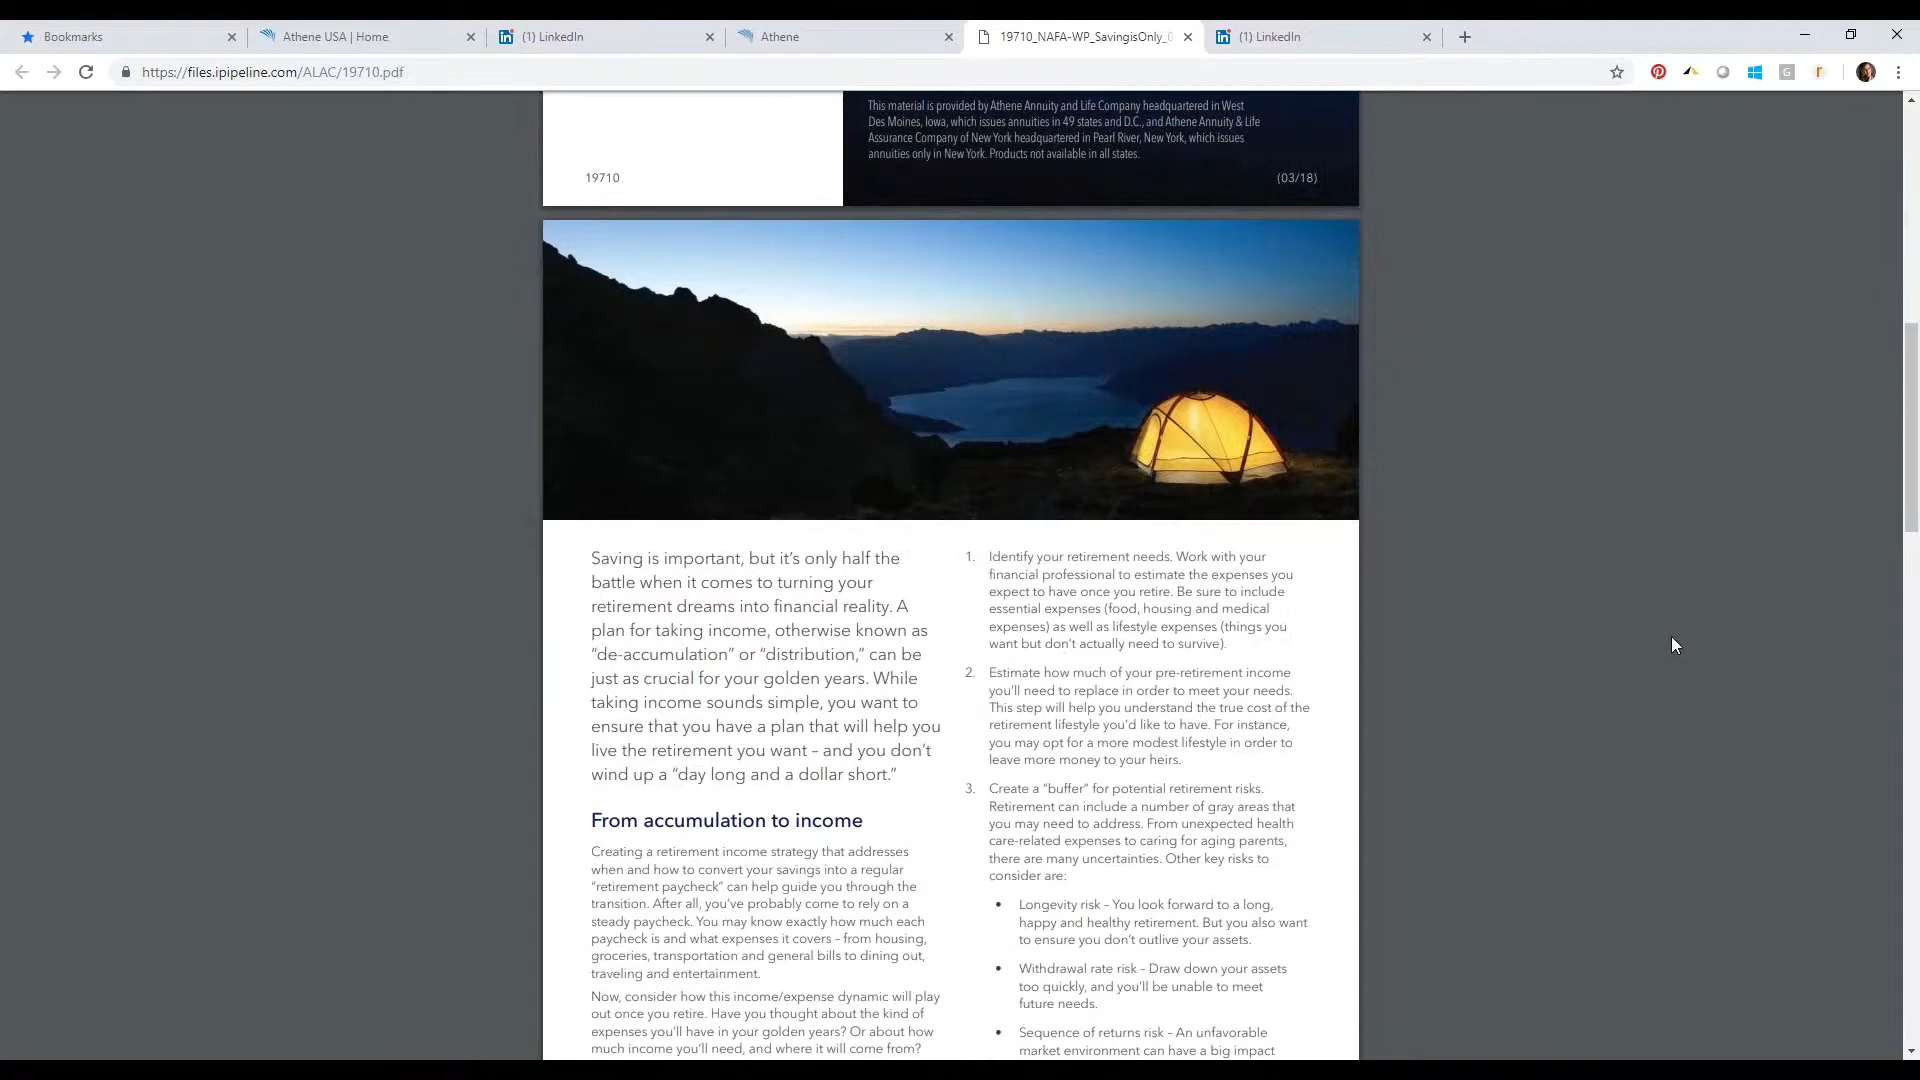 Bookmarks
Athene USA | Home
(1) LinkedIn
Athene
19710_NAFA-WP_SavingisOnly_
(1) LinkedIn
https://files.ipipeline.com/ALAC/19710.pdf
This material is provided by Athene Annuity and Life Company headquartered in West
Des Moines, Iowa, which issues annuities in 49 states and D.C., and Athene Annuity & Life
Assurance Company of New York headquartered in Pearl River, New York, which issues
annuities only in New York. Products not available in all states.
19710
(03/18)
Saving is important, but it's only half the
battle when it comes to turning your
retirement dreams into financial reality. A
plan for taking income, otherwise known as
“de-accumulation” or “distribution,” can be
just as crucial for your golden years. While
taking income sounds simple, you want to
ensure that you have a plan that will help you
live the retirement you want – and you don't
wind up a “day long and a dollar short.”
From accumulation to income
Creating a retirement income strategy that addresses
when and how to convert your savings into a regular
“retirement paycheck” can help guide you through the
transition. After all, you've probably come to rely on a
steady paycheck. You may know exactly how much each
paycheck is and what expenses it covers – from housing,
groceries, transportation and general bills to dining out,
traveling and entertainment.
Now, consider how this income/expense dynamic will play
out once you retire. Have you thought about the kind of
expenses you'll have in your golden years? Or about how
much income you'll need, and where it will come from?
1. Identify your retirement needs. Work with your
financial professional to estimate the expenses you
expect to have once you retire. Be sure to include
essential expenses (food, housing and medical
expenses) as well as lifestyle expenses (things you
want but don't actually need to survive).
2. Estimate how much of your pre-retirement income
you'll need to replace in order to meet your needs.
This step will help you understand the true cost of the
retirement lifestyle you'd like to have. For instance,
you may opt for a more modest lifestyle in order to
leave more money to your heirs.
3. Create a “buffer” for potential retirement risks.
Retirement can include a number of gray areas that
you may need to address. From unexpected health
care-related expenses to caring for aging parents,
there are many uncertainties. Other key risks to
consider are:
• Longevity risk – You look forward to a long,
happy and healthy retirement. But you also want
to ensure you don't outlive your assets.
• Withdrawal rate risk – Draw down your assets
too quickly, and you'll be unable to meet
future needs.
• Sequence of returns risk – An unfavorable
market environment can have a big impact